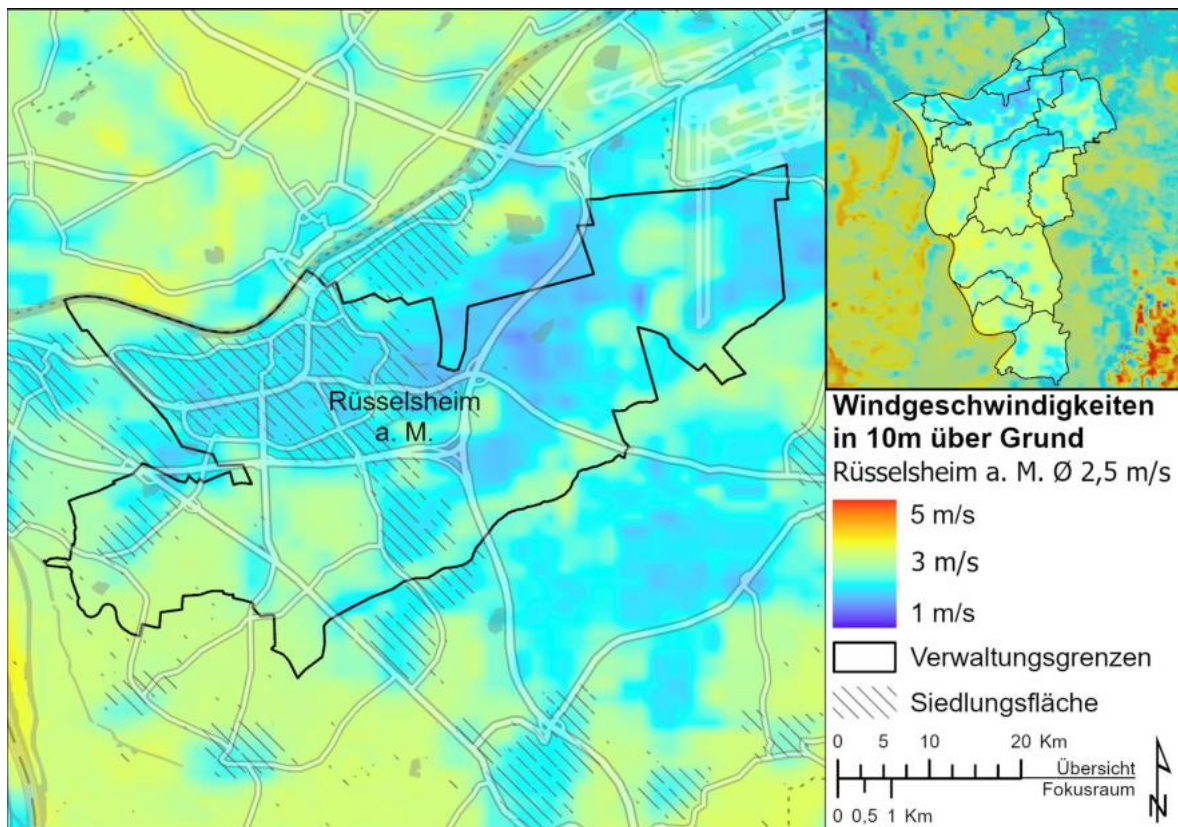 Rüsselsheim
a. M.
Windgeschwindigkeiten
in 10m über Grund
Rüsselsheim a. M. Ø 2,5 m/s
5 m/s
3 m/s
1 m/s
Verwaltungsgrenzen
Siedlungsfläche
0 5 10 20 Km
Übersicht
Fokusraum
0 0,5 1 Km
N